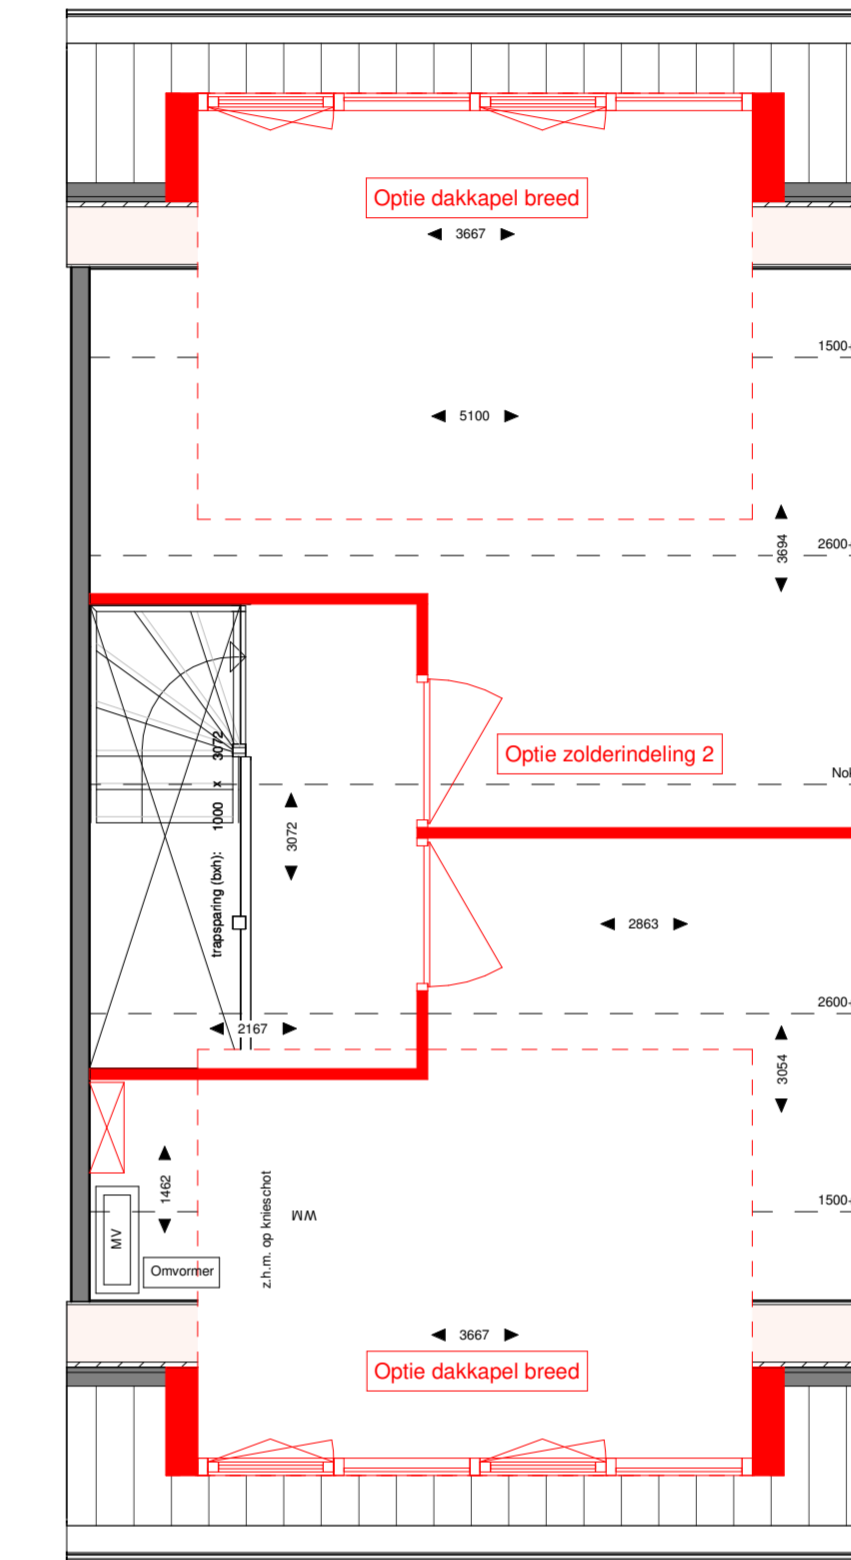 Optie dakkapel breed
3667
1500
5100
2600
3694
trapsparing (bxh): 1000 x 3072
Optie zolderindeling 2
3072
2863
2600
2167
3054
1462
1500
z.h.m. op knieschot
WM
MV
Omvormer
3667
Optie dakkapel breed